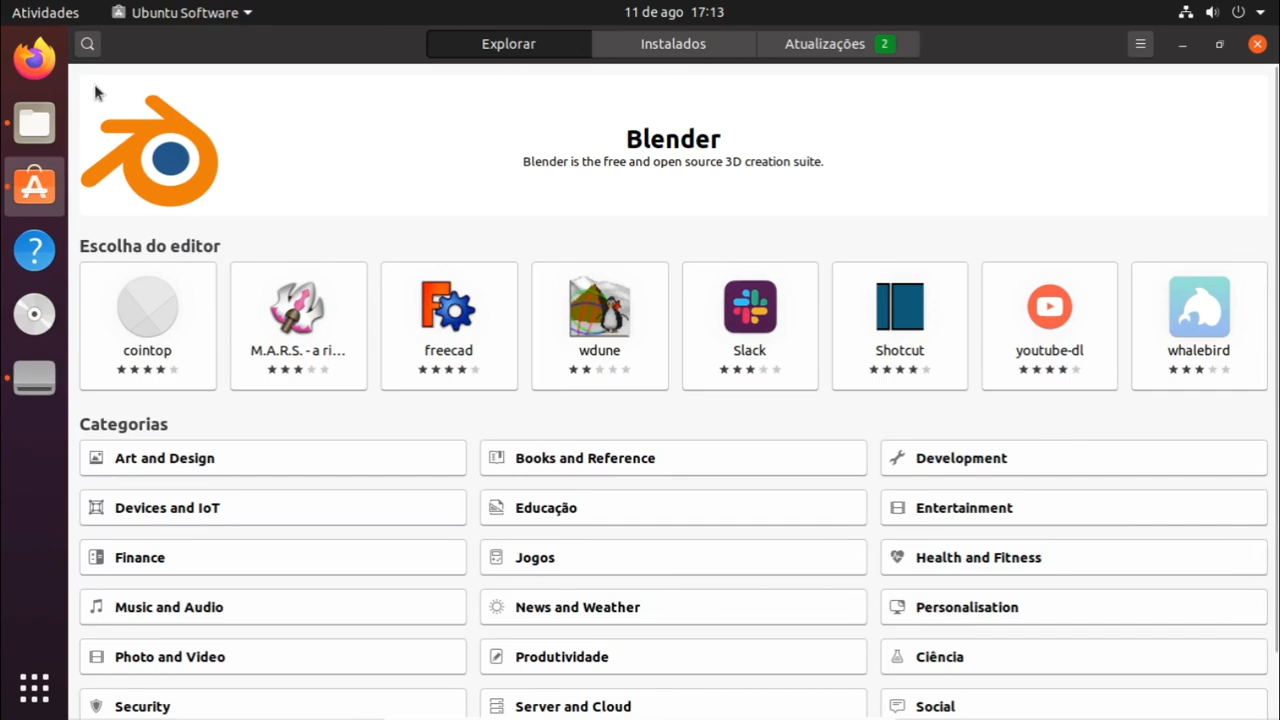 Atividades Ubuntu Software 11 de ago 17:13
Explorar Instalados Atualizações 2
Blender
Blender is the free and open source 3D creation suite.
Escolha do editor
cointop M.A.R.S. - a ri... freecad wdune Slack Shotcut youtube-dl whalebird
Categorias
Art and Design Books and Reference Development
Devices and IoT Educação Entertainment
Finance Jogos Health and Fitness
Music and Audio News and Weather Personalisation
Photo and Video Produtividade Ciência
Security Server and Cloud Social